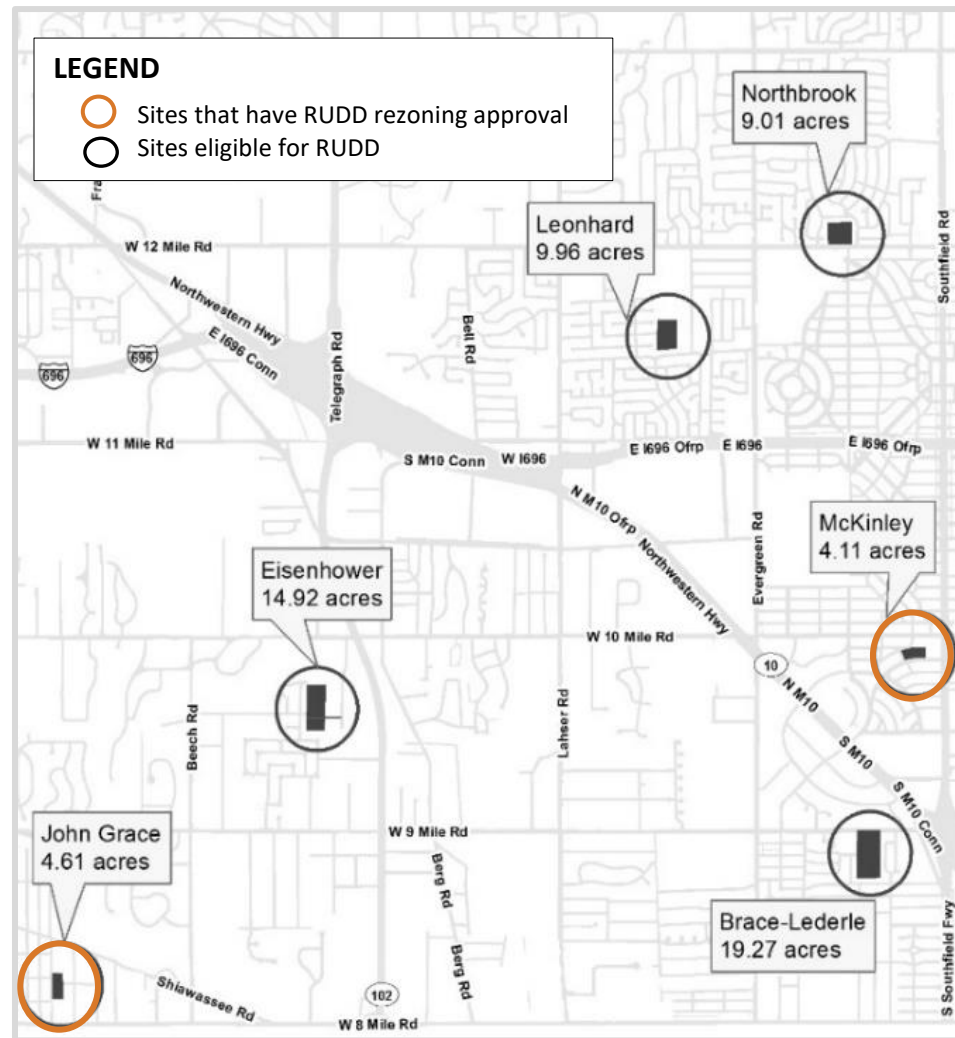 LEGEND
Sites that have RUDD rezoning approval
Sites eligible for RUDD
Northbrook
9.01 acres
Leonhard
9.96 acres
Southfield Rd
Fra
W 12 Mile Rd
Northwestern Hwy
E I696 Conn
696
696
Telegraph Rd
Bell Rd
W 11 Mile Rd
S M10 Conn
W I696
E I696 Ofrp
E I696
E I696 Ofrp
N M10 Ofrp
Northwestern Hwy
Evergreen Rd
McKinley
4.11 acres
Eisenhower
14.92 acres
W 10 Mile Rd
10
N M10
S M10
S M10 Conn
Beech Rd
Lahser Rd
John Grace
4.61 acres
W 9 Mile Rd
Berg Rd
Berg Rd
Brace-Lederle
19.27 acres
S Southfield Fwy
Shiawassee Rd
102
W 8 Mile Rd